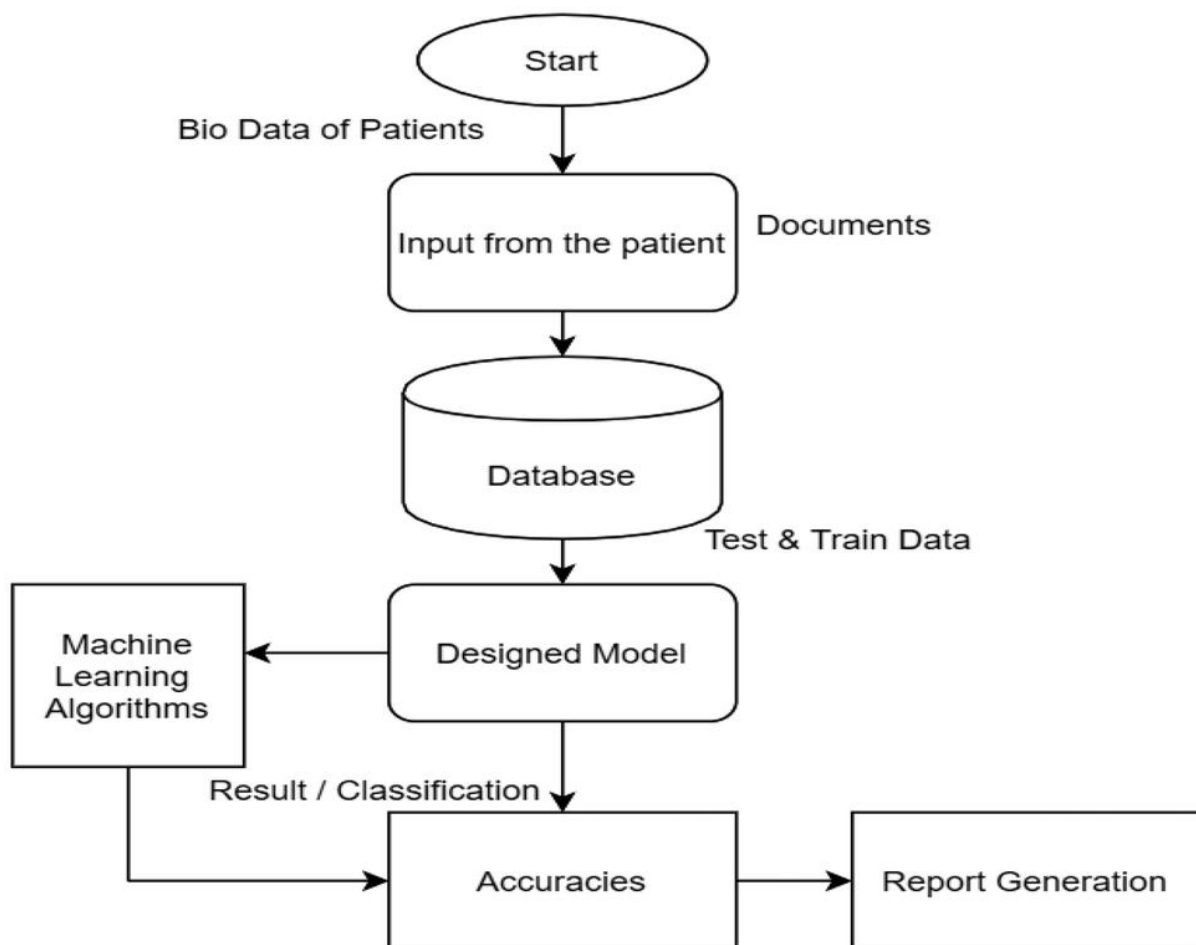 Start
Bio Data of Patients
Input from the patient
Documents
Database
Test & Train Data
Machine
Learning
Algorithms
Designed Model
Result / Classification
Accuracies
Report Generation